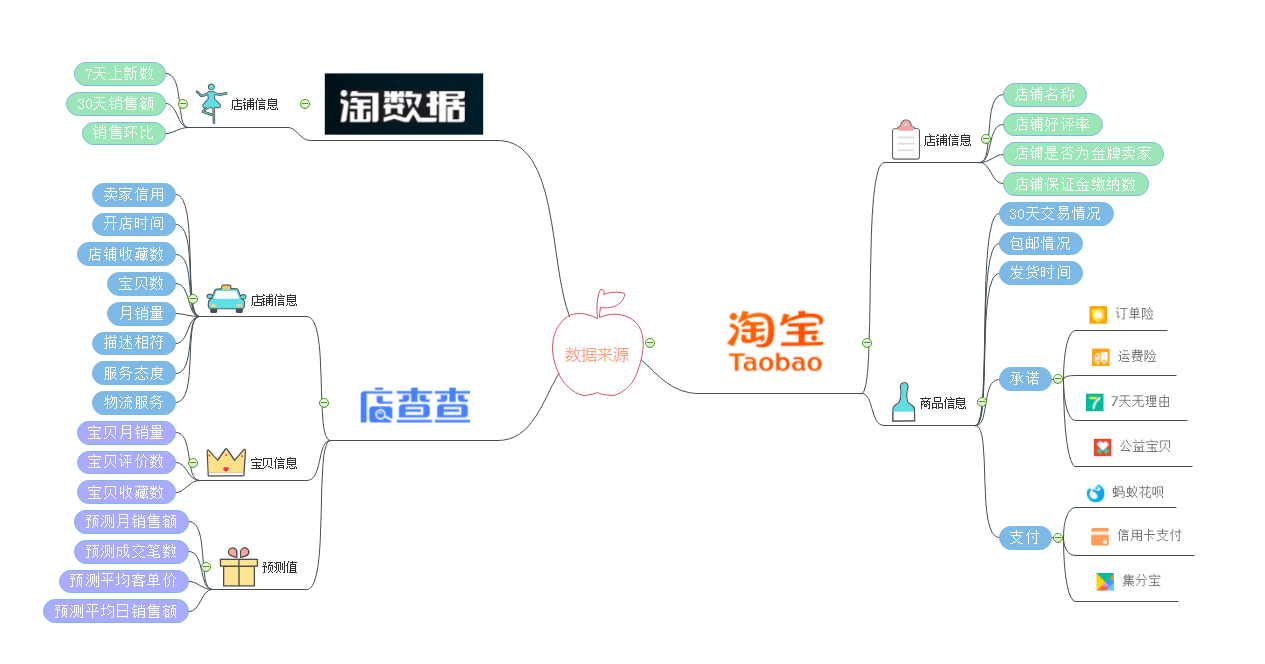 淘数据
店铺信息
7天上新数
30天销售额
销售环比
店查查
店铺信息
卖家信用
开店时间
店铺收藏数
宝贝数
月销量
描述相符
服务态度
物流服务
宝贝信息
宝贝月销量
宝贝评价数
宝贝收藏数
预测值
预测月销售额
预测成交笔数
预测平均客单价
预测平均日销售额
数据来源
淘宝
Taobao
店铺信息
店铺名称
店铺好评率
店铺是否为金牌卖家
店铺保证金缴纳数
商品信息
30天交易情况
包邮情况
发货时间
承诺
订单险
运费险
7
7天无理由
公益宝贝
支付
蚂蚁花呗
信用卡支付
集分宝